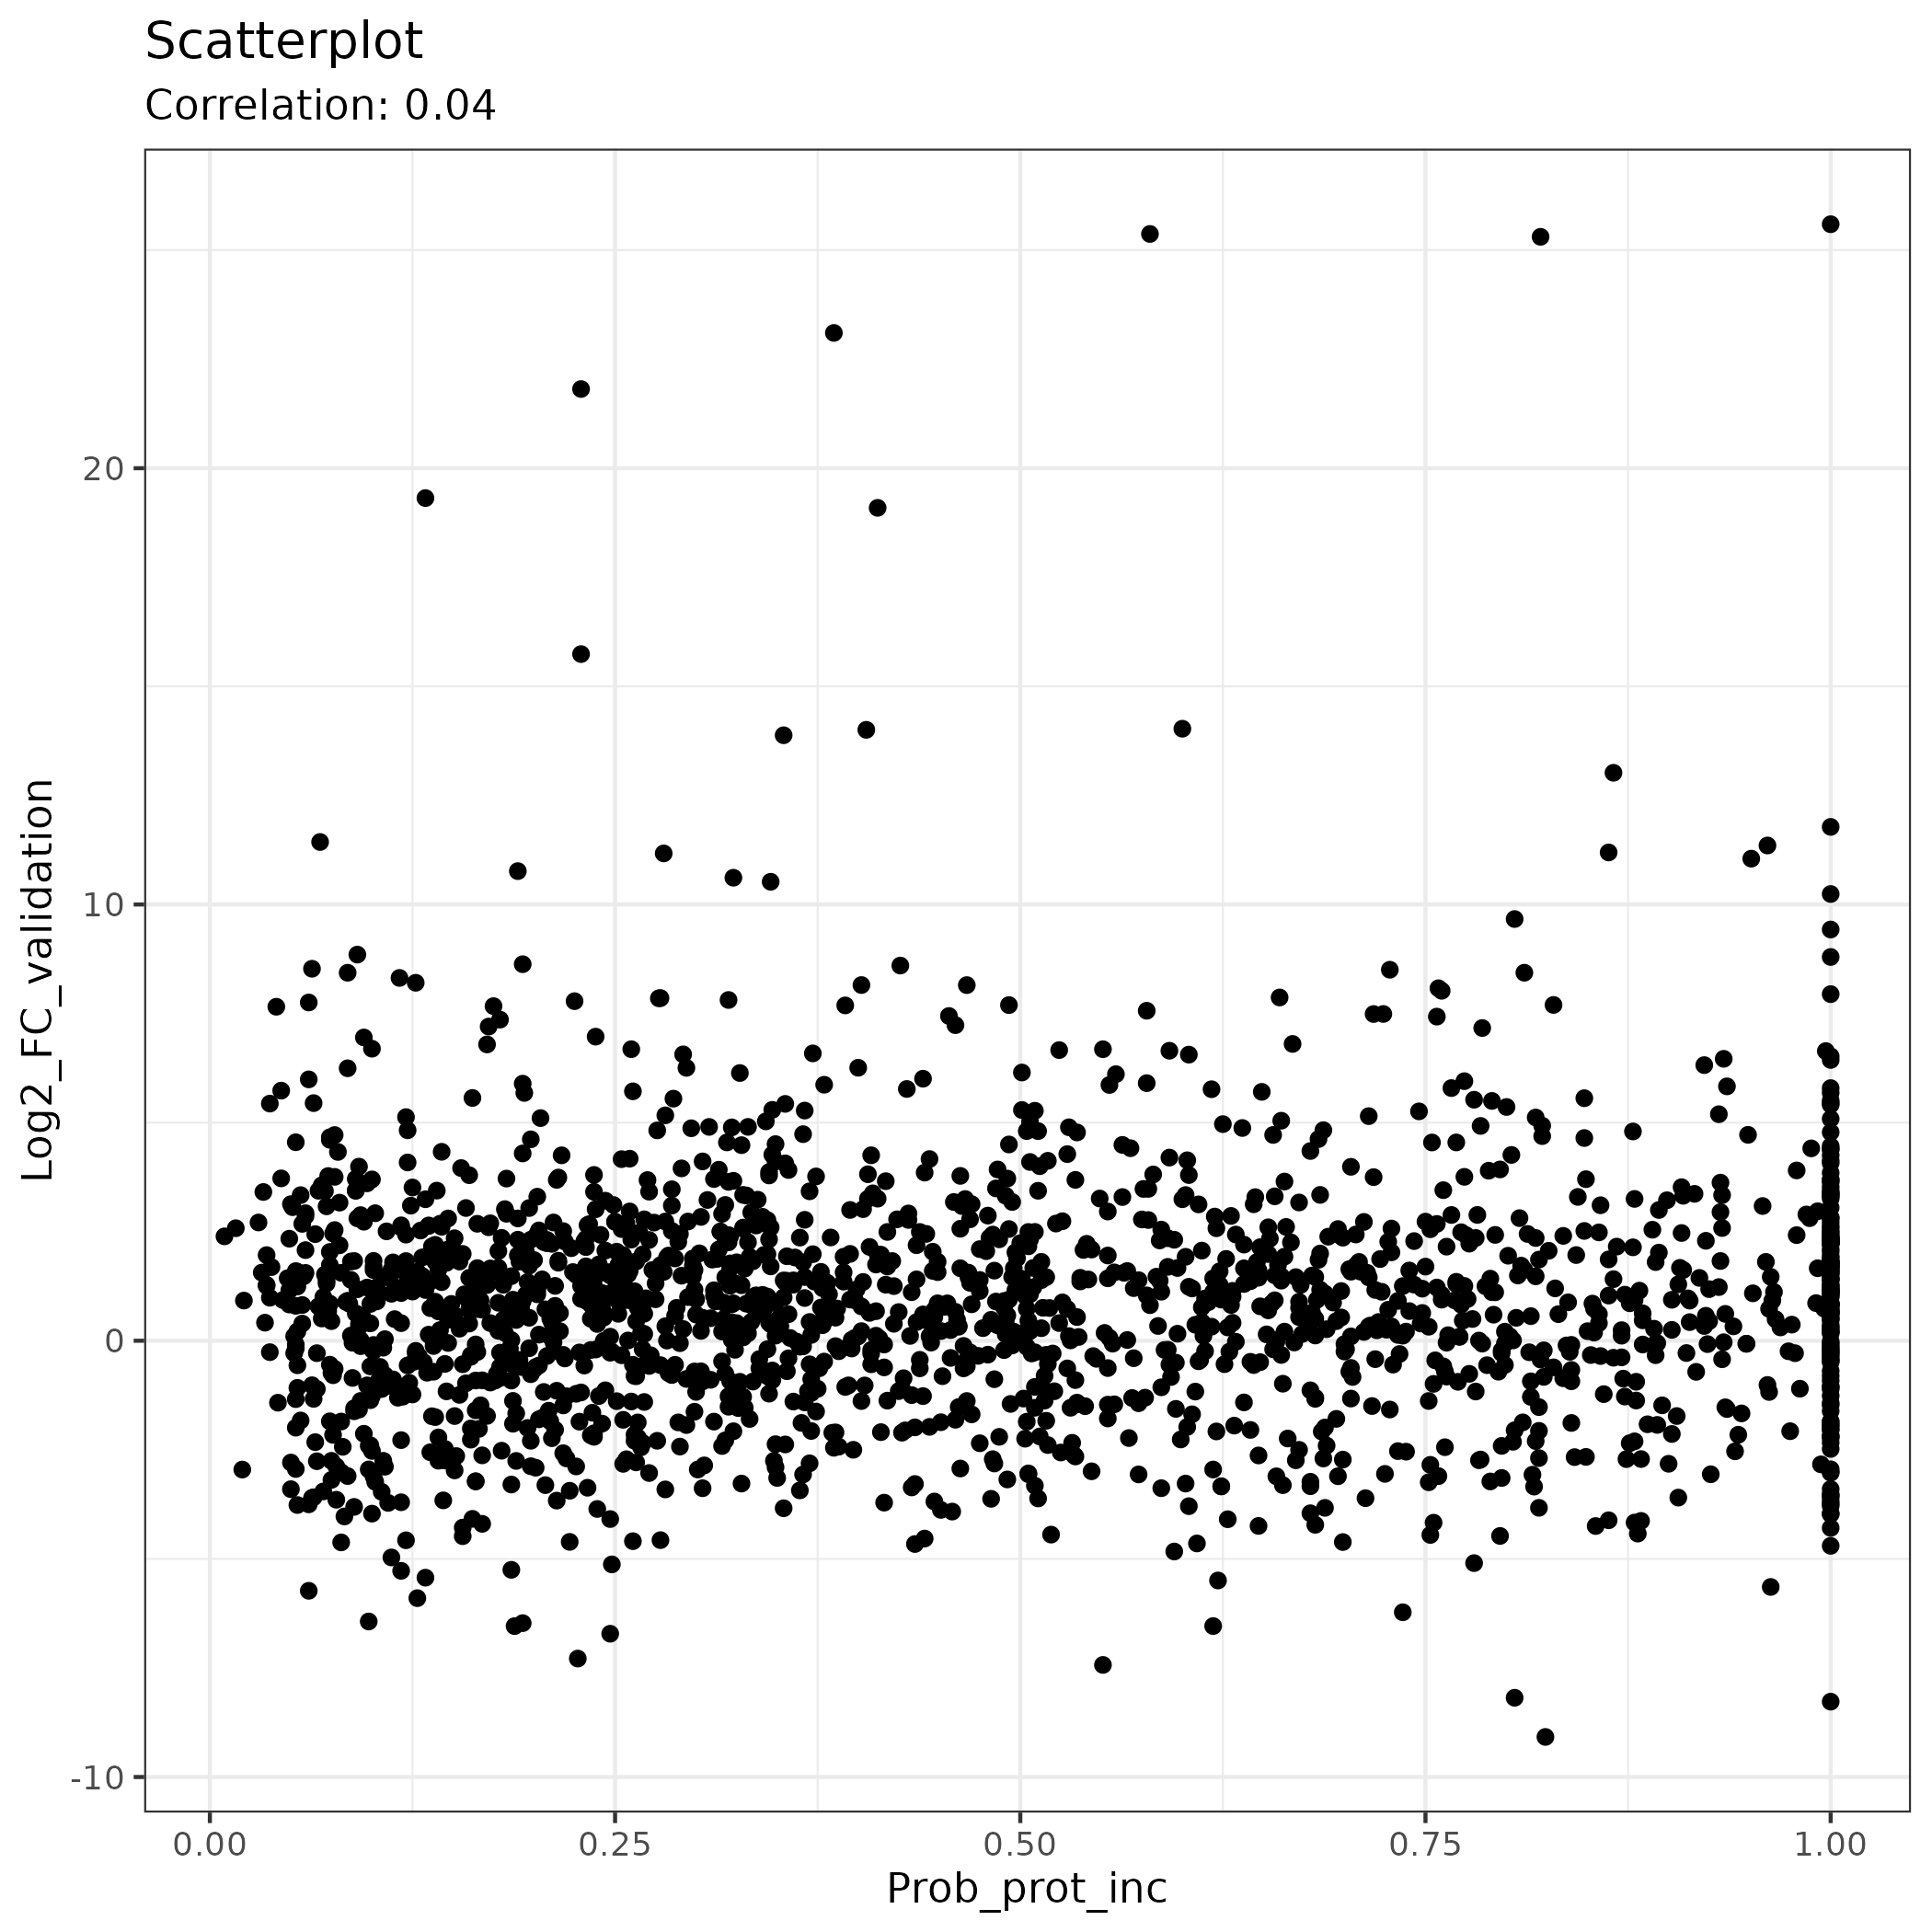 Scatterplot
Correlation: 0.04
Log2_FC_validation
20
10
0
-10
0.00 0.25 0.50 0.75 1.00
Prob_prot_inc